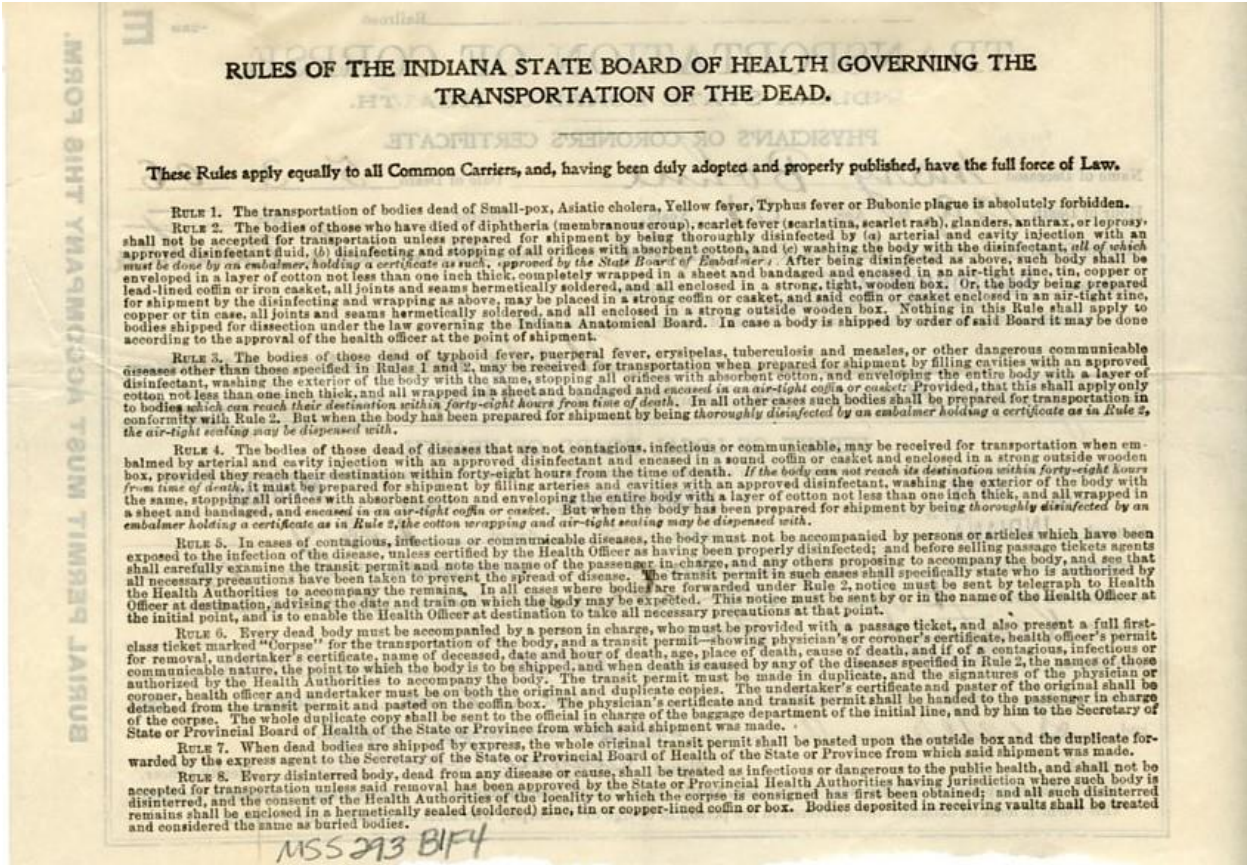 RULES OF THE INDIANA STATE BOARD OF HEALTH GOVERNING THE
TRANSPORTATION OF THE DEAD.
These Rules apply equally to all Common Carriers, and, having been duly adopted and properly published, have the full force of Law.
RULE 1. The transportation of bodies dead of Small-pox, Asiatic cholera, Yellow fever, Typhus fever or Bubonic plague is absolutely forbidden.
RULE 2. The bodies of those who have died of diphtheria (membranous croup), scarlet fever (scarlatina, scarlet rash), glanders, anthrax, or leprosy,
shall not be accepted for transportation unless prepared for shipment by being thoroughly disinfected by (a) arterial and cavity injection with an
approved disinfectant fluid, (b) disinfecting and stopping of all orifices with absorbent cotton, and (c) washing the body with the disinfectant, all of which
must be done by an embalmer, holding a certificate as such, approved by the State Board of Embalmers. After being disinfected as above, such body shall be
enveloped in a layer of cotton not less than one inch thick, completely wrapped in a sheet and bandaged and encased in an air-tight zinc, tin, copper or
lead-lined coffin or iron casket, all joints and seams hermetically soldered, and all enclosed in a strong, tight, wooden box. Or, the body being prepared
for shipment by the disinfecting and wrapping as above, may be placed in a strong coffin or casket, and said coffin or casket enclosed in an air-tight zinc,
copper or tin case, all joints and seams hermetically soldered, and all enclosed in a strong outside wooden box. Nothing in this Rule shall apply to
bodies shipped for dissection under the law governing the Indiana Anatomical Board. In case a body is shipped by order of said Board it may be done
according to the approval of the health officer at the point of shipment.
RULE 3. The bodies of those dead of typhoid fever, puerperal fever, erysipelas, tuberculosis and measles, or other dangerous communicable
diseases other than those specified in Rules 1 and 2, may be received for transportation when prepared for shipment by filling cavities with an approved
disinfectant, washing the exterior of the body with the same, stopping all orifices with absorbent cotton, and enveloping the entire body with a layer of
cotton not less than one inch thick, and all wrapped in a sheet and bandaged and encased in an air-tight coffin or casket: Provided, that this shall apply only
to bodies which can reach their destination within forty-eight hours from time of death. In all other cases such bodies shall be prepared for transportation in
conformity with Rule 2. But when the body has been prepared for shipment by being thoroughly disinfected by an embalmer holding a certificate as in Rule 2,
the air-tight sealing may be dispensed with.
RULE 4. The bodies of those dead of diseases that are not contagious, infectious or communicable, may be received for transportation when em-
balmed by arterial and cavity injection with an approved disinfectant and encased in a sound coffin or casket and enclosed in a strong outside wooden
box, provided they reach their destination within forty-eight hours from the time of death. If the body can not reach its destination within forty-eight hours
from time of death, it must be prepared for shipment by filling arteries and cavities with an approved disinfectant, washing the exterior of the body with
the same, stopping all orifices with absorbent cotton and enveloping the entire body with a layer of cotton not less than one inch thick, and all wrapped in
a sheet and bandaged, and encased in an air-tight coffin or casket. But when the body has been prepared for shipment by being thoroughly disinfected by an
embalmer holding a certificate as in Rule 2, the cotton wrapping and air-tight sealing may be dispensed with.
RULE 5. In cases of contagious, infectious or communicable diseases, the body must not be accompanied by persons or articles which have been
exposed to the infection of the disease, unless certified by the Health Officer as having been properly disinfected; and before selling passage tickets agents
shall carefully examine the transit permit and note the name of the passenger in charge, and any others proposing to accompany the body, and see that
all necessary precautions have been taken to prevent the spread of disease. The transit permit in such cases shall specifically state who is authorized by
the Health Authorities to accompany the remains. In all cases where bodies are forwarded under Rule 2, notice must be sent by telegraph to Health
Officer at destination, advising the date and train on which the body may be expected. This notice must be sent by or in the name of the Health Officer at
the initial point, and is to enable the Health Officer at destination to take all necessary precautions at that point.
RULE 6. Every dead body must be accompanied by a person in charge, who must be provided with a passage ticket, and also present a full first-
class ticket marked "Corpse" for the transportation of the body, and a transit permit—showing physician's or coroner's certificate, health officer's permit
for removal, undertaker's certificate, name of deceased, date and hour of death, age, place of death, cause of death, and if of a contagious, infectious or
communicable nature, the point to which the body is to be shipped, and when death is caused by any of the diseases specified in Rule 2, the names of those
authorized by the Health Authorities to accompany the body. The transit permit must be made in duplicate, and the signatures of the physician or
coroner, health officer and undertaker must be on both the original and duplicate copies. The undertaker's certificate and paster of the original shall be
detached from the transit permit and pasted on the coffin box. The physician's certificate and transit permit shall be handed to the passenger in charge
of the corpse. The whole duplicate copy shall be sent to the official in charge of the baggage department of the initial line, and by him to the Secretary of
State or Provincial Board of Health of the State or Province from which said shipment was made.
RULE 7. When dead bodies are shipped by express, the whole original transit permit shall be pasted upon the outside box and the duplicate for-
warded by the express agent to the Secretary of the State or Provincial Board of Health of the State or Province from which said shipment was made.
RULE 8. Every disinterred body, dead from any disease or cause, shall be treated as infectious or dangerous to the public health, and shall not be
accepted for transportation unless said removal has been approved by the State or Provincial Health Authorities having jurisdiction where such body is
disinterred, and the consent of the Health Authorities of the locality to which the corpse is consigned has first been obtained; and all such disinterred
remains shall be enclosed in a hermetically sealed (soldered) zinc, tin or copper-lined coffin or box. Bodies deposited in receiving vaults shall be treated
and considered the same as buried bodies.
MSS 293 B1F4
BURIAL PERMIT MUST ACCOMPANY THIS FORM.
TRANSPORTATION OF CORPSE
PHYSICIAN'S OR CORONER'S CERTIFICATE.